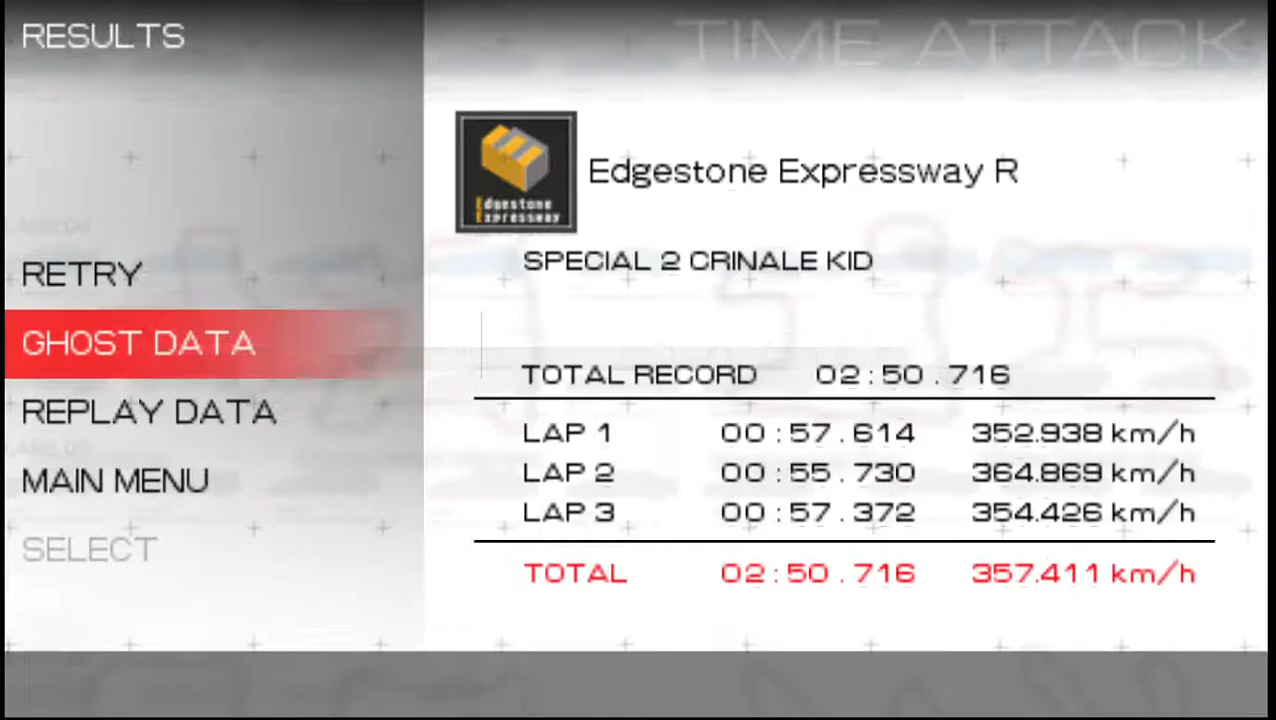 RESULTS
TIME ATTACK
Edgestone Expressway
Edgestone Expressway R
SPECIAL 2 CRINALE KID
RETRY
GHOST DATA
REPLAY DATA
MAIN MENU
SELECT
TOTAL RECORD 02:50.716
LAP 1 00:57.614 352.938 km/h
LAP 2 00:55.730 364.869 km/h
LAP 3 00:57.372 354.426 km/h
TOTAL 02:50.716 357.411 km/h